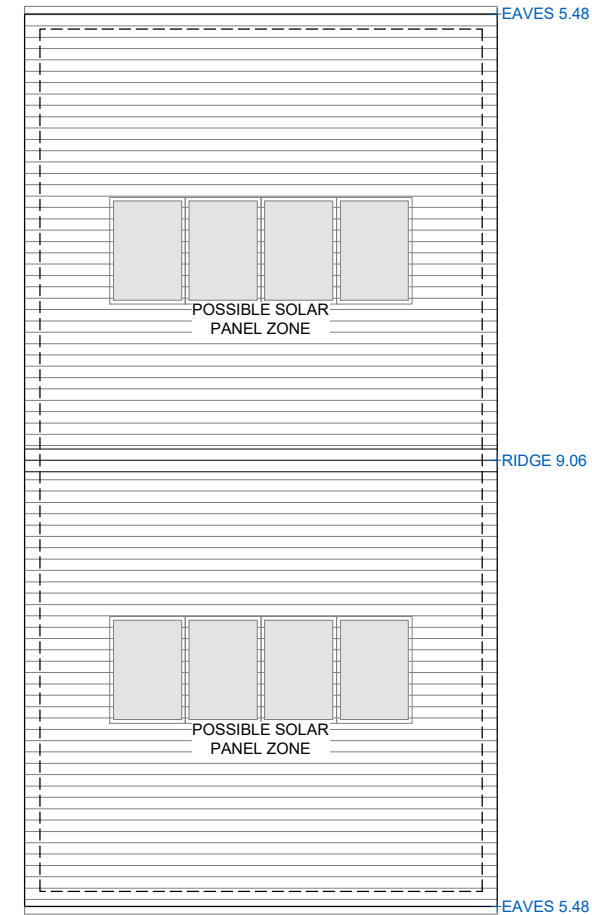 EAVES 5.48
POSSIBLE SOLAR
PANEL ZONE
RIDGE 9.06
POSSIBLE SOLAR
PANEL ZONE
EAVES 5.48